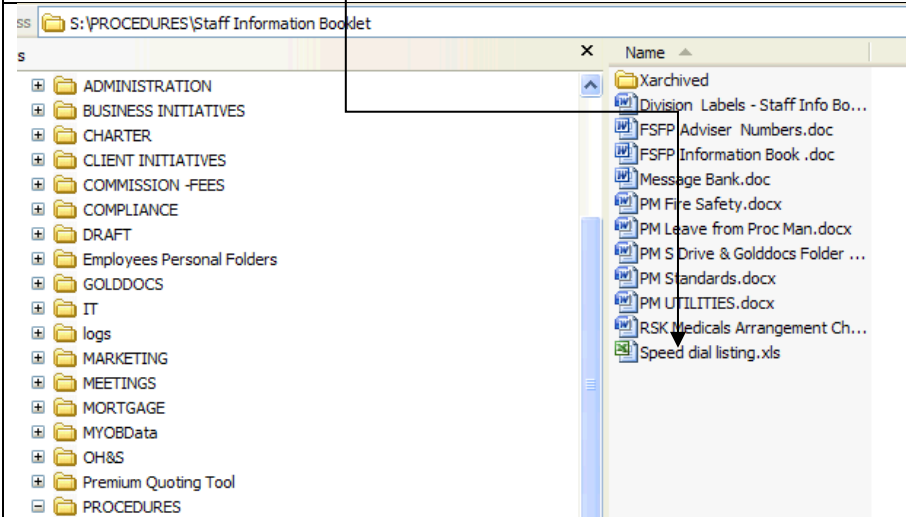 ss S:\PROCEDURES\Staff Information Booklet
s
ADMINISTRATION
BUSINESS INITIATIVES
CHARTER
CLIENT INITIATIVES
COMMISSION -FEES
COMPLIANCE
DRAFT
Employees Personal Folders
GOLDDOCS
IT
logs
MARKETING
MEETINGS
MORTGAGE
MYOBData
OH&S
Premium Quoting Tool
PROCEDURES
Name
Xarchived
Division Labels - Staff Info Bo...
FSFP Adviser Numbers.doc
FSFP Information Book .doc
Message Bank.doc
PM Fire Safety.docx
PM Leave from Proc Man.docx
PM S Drive & Golddocs Folder ...
PM Standards.docx
PM UTILITIES.docx
RSK Medicals Arrangement Ch...
Speed dial listing.xls